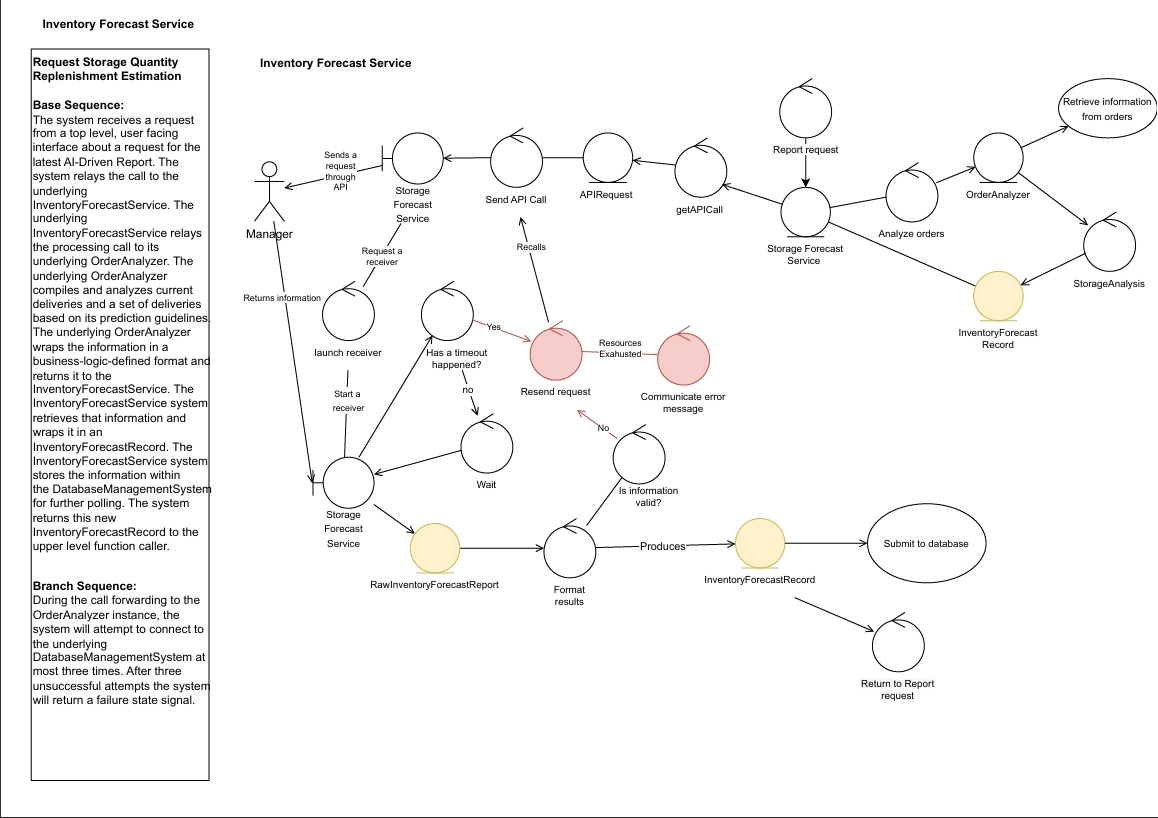 Inventory Forecast Service
Request Storage Quantity
Replenishment Estimation
Base Sequence:
The system receives a request
from a top level, user facing
interface about a request for the
latest AI-Driven Report. The
system relays the call to the
underlying
InventoryForecastService. The
underlying
InventoryForecastService relays
the processing call to its
underlying OrderAnalyzer. The
underlying OrderAnalyzer
compiles and analyzes current
deliveries and a set of deliveries
based on its prediction guidelines.
The underlying OrderAnalyzer
wraps the information in a
business-logic-defined format and
returns it to the
InventoryForecastService. The
InventoryForecastService system
retrieves that information and
wraps it in an
InventoryForecastRecord. The
InventoryForecastService system
stores the information within
the DatabaseManagementSystem
for further polling. The system
returns this new
InventoryForecastRecord to the
upper level function caller.
Branch Sequence:
During the call forwarding to the
OrderAnalyzer instance, the
system will attempt to connect to
the underlying
DatabaseManagementSystem at
most three times. After three
unsuccessful attempts the system
will return a failure state signal.
Inventory Forecast Service
Manager
Sends a
request
through
API
Storage
Forecast
Service
Send API Call
APIRequest
getAPICall
Report request
Storage Forecast
Service
Analyze orders
OrderAnalyzer
Retrieve information
from orders
StorageAnalysis
InventoryForecast
Record
Request a
receiver
Returns information
launch receiver
Start a
receiver
Has a timeout
happened?
Yes
no
Wait
Recalls
Resend request
Resources
Exahusted
Communicate error
message
No
Is information
valid?
Storage
Forecast
Service
RawInventoryForecastReport
Format
results
Produces
InventoryForecastRecord
Submit to database
Return to Report
request